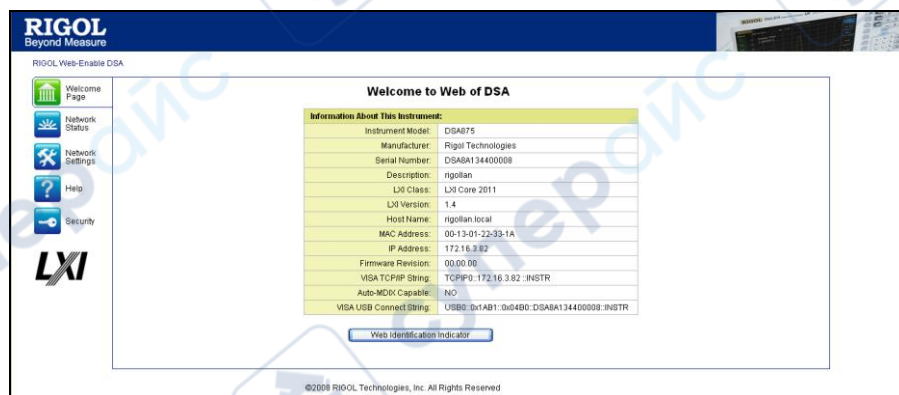 RIGOL
Beyond Measure
RIGOL Web-Enable DSA
Welcome Page
Network Status
Network Settings
Help
Security
LXI
Welcome to Web of DSA
Information About This Instrument:
Instrument Model: DSA875
Manufacturer: Rigol Technologies
Serial Number: DSA8A134400008
Description: rigollan
LXI Class: LXI Core 2011
LXI Version: 1.4
Host Name: rigollan.local
MAC Address: 00-13-01-22-33-1A
IP Address: 172.16.3.82
Firmware Revision: 00.00.00
VISA TCP/IP String: TCPIP0::172.16.3.82 ::INSTR
Auto-MDIX Capable: NO
VISA USB Connect String: USB0::0x1AB1::0x04B0::DSA8A134400008::INSTR
Web Identification Indicator
©2008 RIGOL Technologies, Inc. All Rights Reserved
суперайс